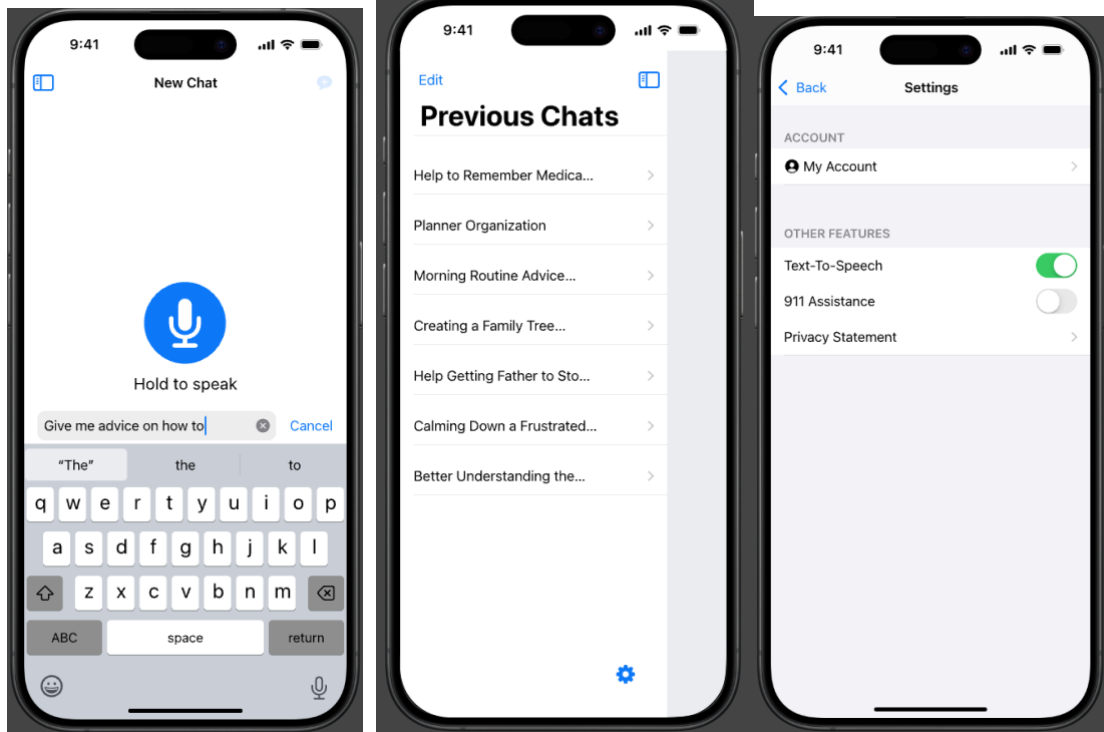 9:41
New Chat
Hold to speak
Give me advice on how to
Cancel
“The”
the
to
q w e r t y u i o p
a s d f g h j k l
z x c v b n m
ABC
space
return
9:41
Edit
Previous Chats
Help to Remember Medica...
Planner Organization
Morning Routine Advice...
Creating a Family Tree...
Help Getting Father to Sto...
Calming Down a Frustrated...
Better Understanding the...
9:41
Back
Settings
ACCOUNT
My Account
OTHER FEATURES
Text-To-Speech
911 Assistance
Privacy Statement